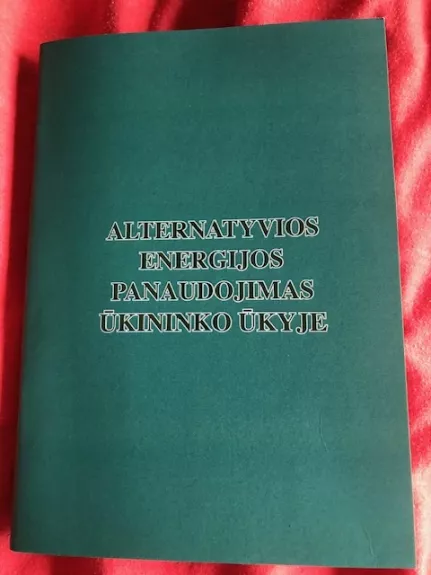 ALTERNATYVIOS
ENERGIJOS
PANAUDOJIMAS
ŪKININKO ŪKYJE